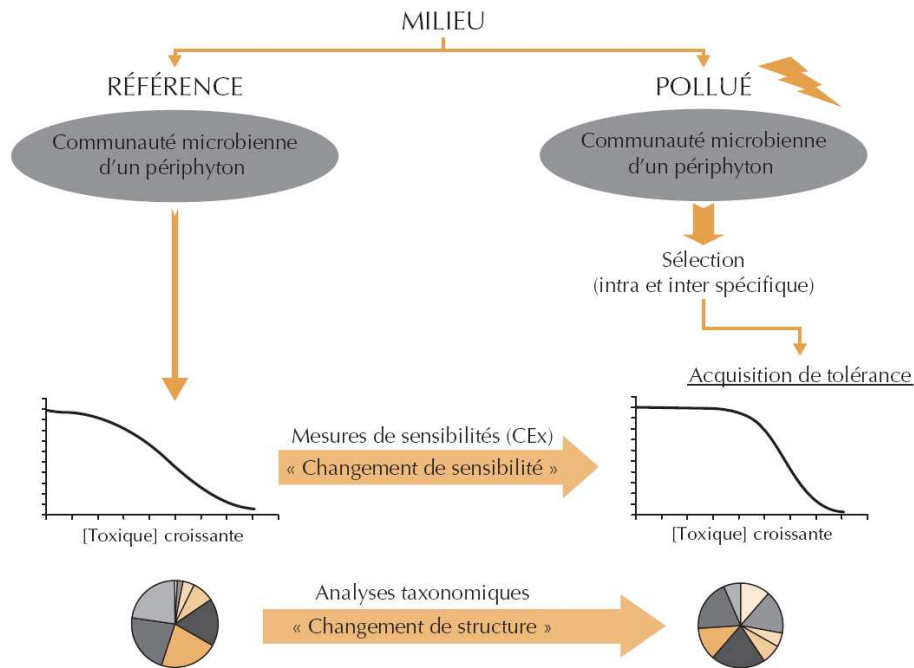 MILIEU
RÉFÉRENCE
POLLUÉ
Communauté microbienne
d'un périphyton
Communauté microbienne
d'un périphyton
Sélection
(intra et inter spécifique)
Acquisition de tolérance
Mesures de sensibilités (CEx)
« Changement de sensibilité »
[Toxique] croissante
[Toxique] croissante
Analyses taxonomiques
« Changement de structure »